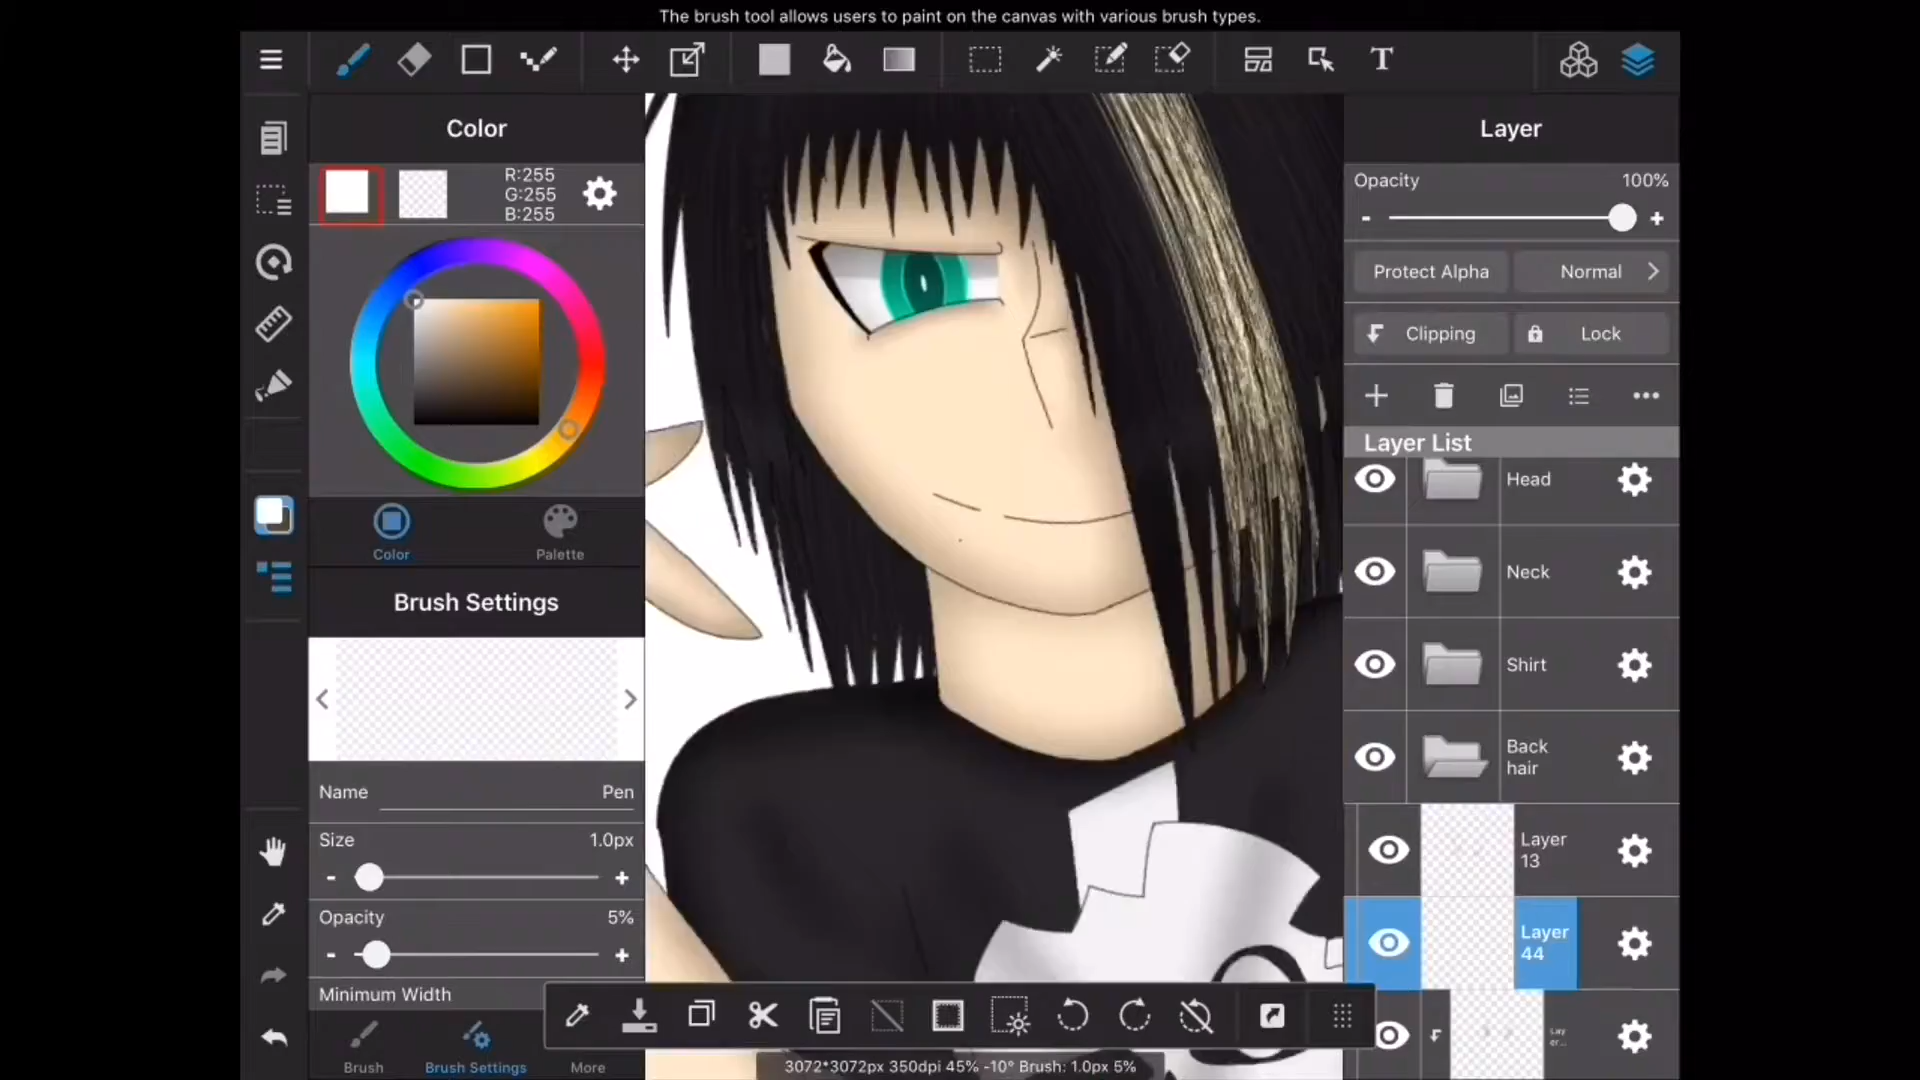 The brush tool allows users to paint on the canvas with various brush types.
T
Color
R:255
G:255
B:255
Color
Palette
Brush Settings
Name
Pen
Size
1.0px
-
+
Opacity
5%
-
+
Minimum Width
Brush
Brush Settings
More
3072*3072px 350dpi 45% -10° Brush: 1.0px 5%
Layer
Opacity
100%
-
+
Protect Alpha
Normal
Clipping
Lock
Layer List
Head
Neck
Shirt
Back
hair
Layer
13
Layer
44
Lay
er...